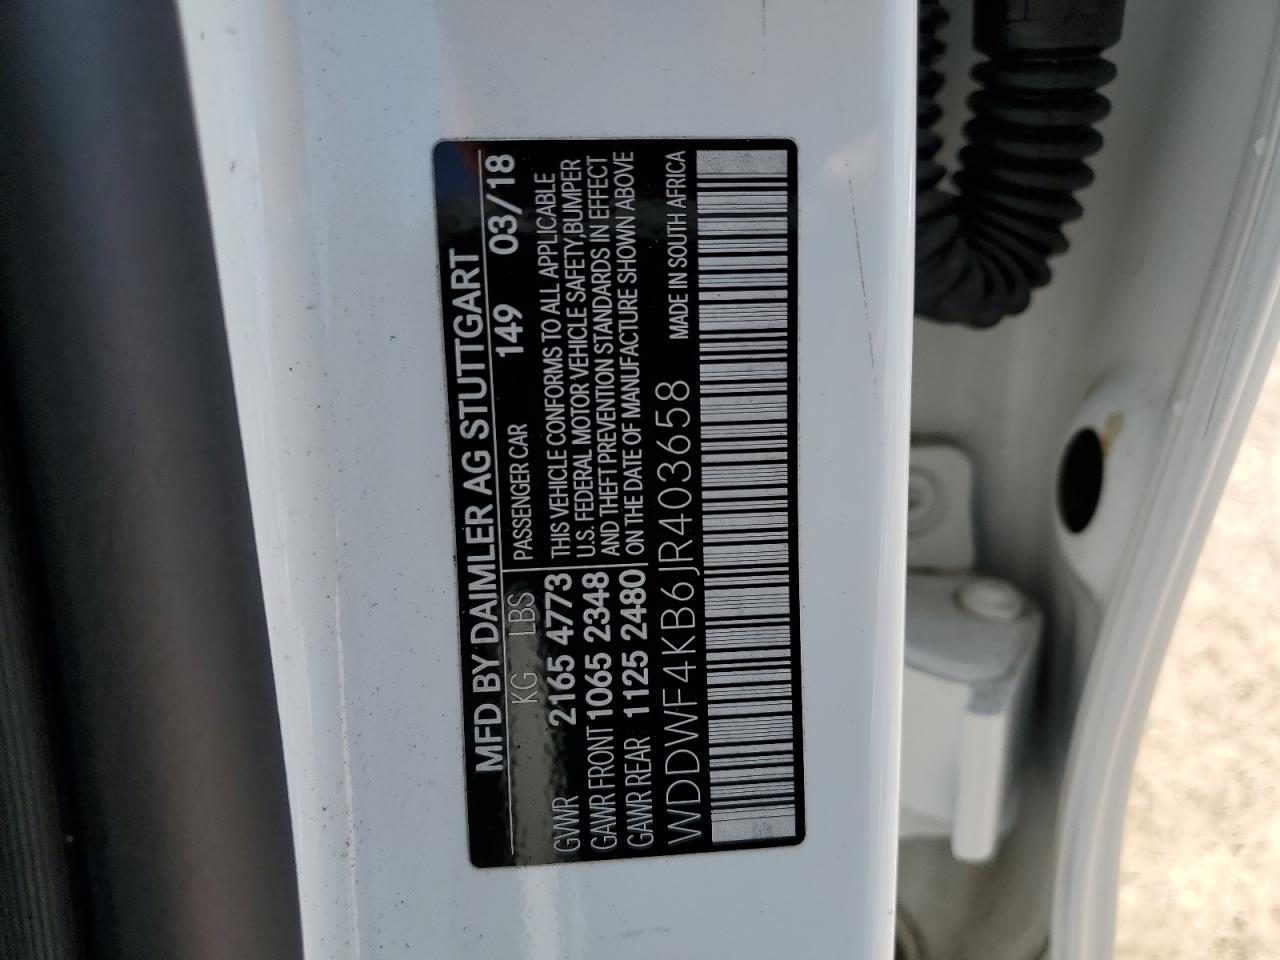 MFD BY DAIMLER AG STUTTGART
KG LBS PASSENGER CAR 149 03/18
GVWR 2165 4773 THIS VEHICLE CONFORMS TO ALL APPLICABLE
GAWR FRONT 1065 2348 U.S. FEDERAL MOTOR VEHICLE SAFETY,BUMPER
AND THEFT PREVENTION STANDARDS IN EFFECT
GAWR REAR 1125 2480 ON THE DATE OF MANUFACTURE SHOWN ABOVE
WDDWF4KB6JR403658 MADE IN SOUTH AFRICA